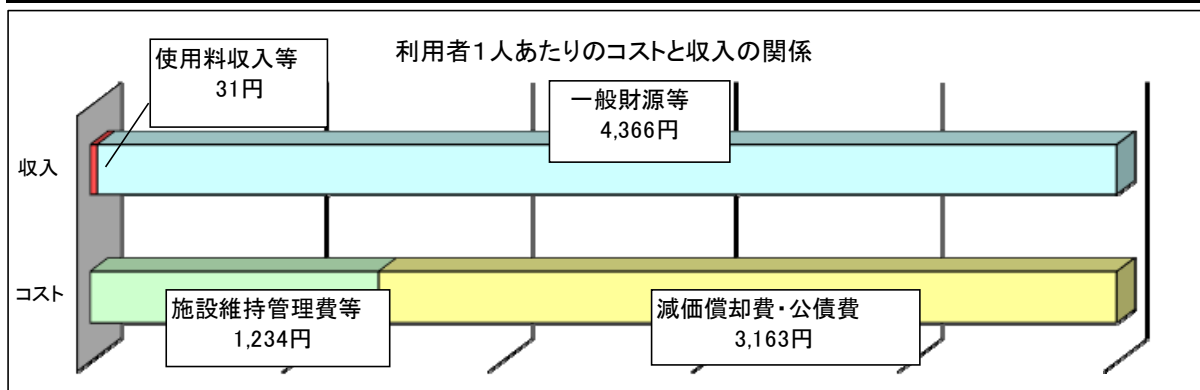 利用者1人あたりのコストと収入の関係
使用料収入等
31円
一般財源等
4,366円
収入
コスト
施設維持管理費等
1,234円
減価償却費・公債費
3,163円